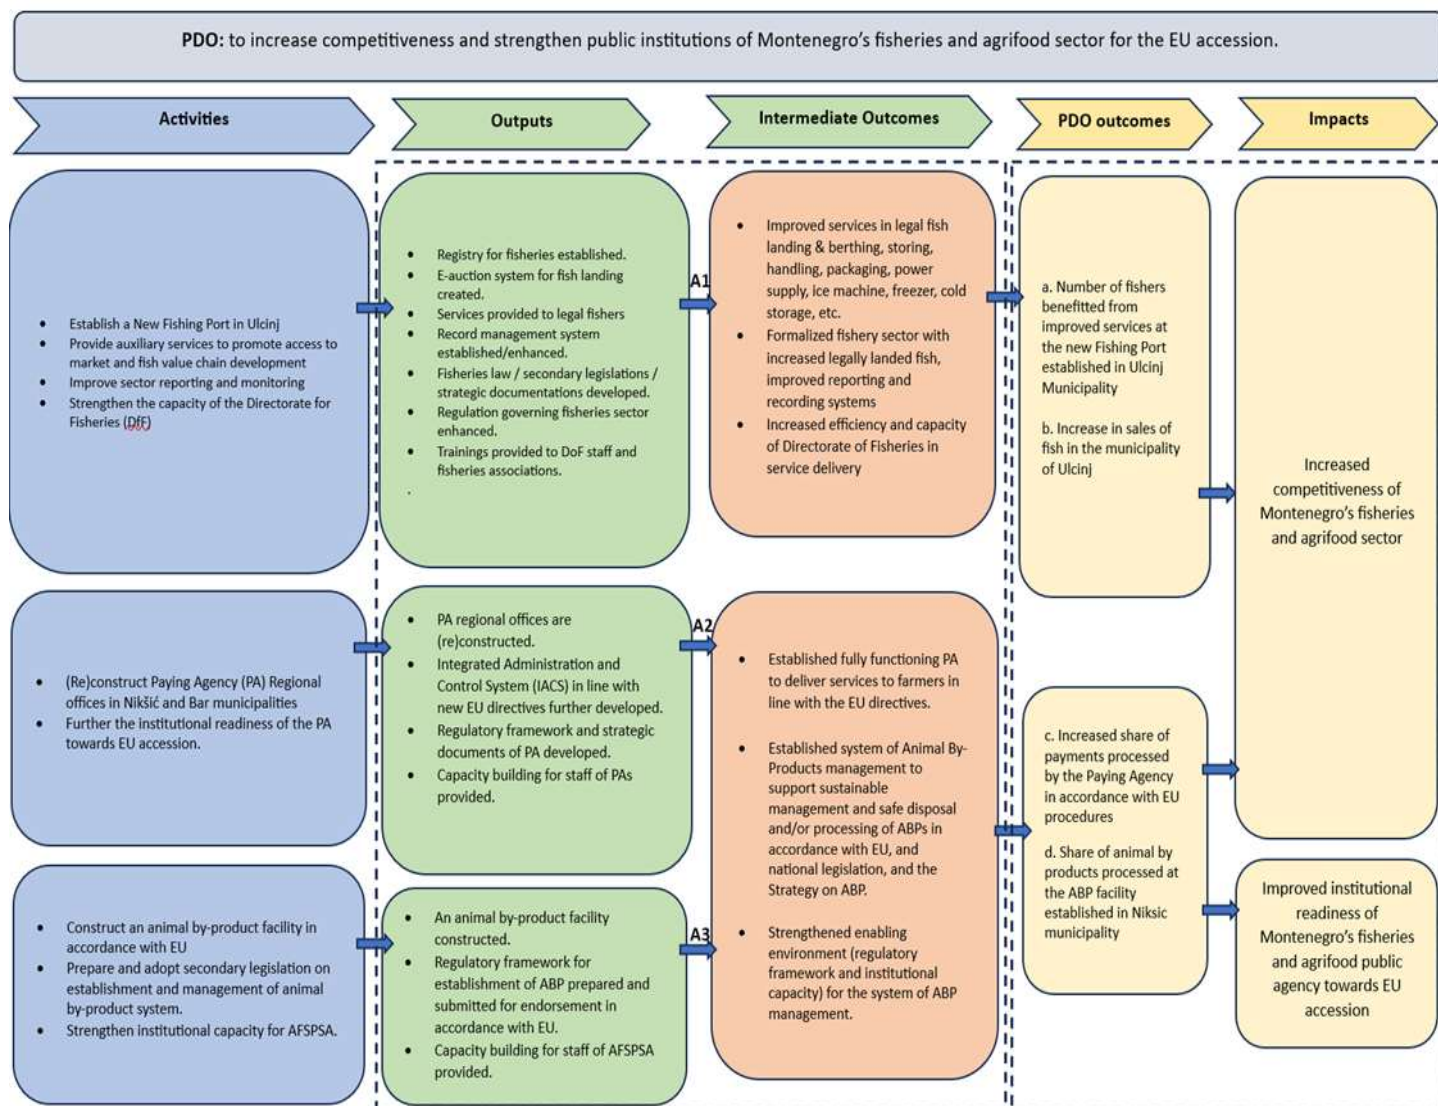 PDO: to increase competitiveness and strengthen public institutions of Montenegro's fisheries and agrifood sector for the EU accession.
Activities
Outputs
Intermediate Outcomes
PDO outcomes
Impacts
• Establish a New Fishing Port in Ulcinj
• Provide auxiliary services to promote access to
market and fish value chain development
• Improve sector reporting and monitoring
• Strengthen the capacity of the Directorate for
Fisheries (DfF)
• Registry for fisheries established.
• E-auction system for fish landing
created.
• Services provided to legal fishers
• Record management system
established/enhanced.
• Fisheries law / secondary legislations /
strategic documentations developed.
• Regulation governing fisheries sector
enhanced.
• Trainings provided to DoF staff and
fisheries associations.
.
A1
• Improved services in legal fish
landing & berthing, storing,
handling, packaging, power
supply, ice machine, freezer, cold
storage, etc.
• Formalized fishery sector with
increased legally landed fish,
improved reporting and
recording systems
• Increased efficiency and capacity
of Directorate of Fisheries in
service delivery
a. Number of fishers
benefitted from
improved services at
the new Fishing Port
established in Ulcinj
Municipality
b. Increase in sales of
fish in the municipality
of Ulcinj
Increased
competitiveness of
Montenegro's fisheries
and agrifood sector
• (Re)construct Paying Agency (PA) Regional
offices in Nikšić and Bar municipalities
• Further the institutional readiness of the PA
towards EU accession.
• PA regional offices are
(re)constructed.
• Integrated Administration and
Control System (IACS) in line with
new EU directives further developed.
• Regulatory framework and strategic
documents of PA developed.
• Capacity building for staff of PAs
provided.
A2
• Established fully functioning PA
to deliver services to farmers in
line with the EU directives.
• Established system of Animal By-
Products management to
support sustainable
management and safe disposal
and/or processing of ABPs in
accordance with EU, and
national legislation, and the
Strategy on ABP.
• Strengthened enabling
environment (regulatory
framework and institutional
capacity) for the system of ABP
management.
c. Increased share of
payments processed
by the Paying Agency
in accordance with EU
procedures
d. Share of animal by
products processed at
the ABP facility
established in Niksic
municipality
• Construct an animal by-product facility in
accordance with EU
• Prepare and adopt secondary legislation on
establishment and management of animal
by-product system.
• Strengthen institutional capacity for AFSPSA.
• An animal by-product facility
constructed.
• Regulatory framework for
establishment of ABP prepared and
submitted for endorsement in
accordance with EU.
• Capacity building for staff of AFSPSA
provided.
A3
Improved institutional
readiness of
Montenegro's fisheries
and agrifood public
agency towards EU
accession